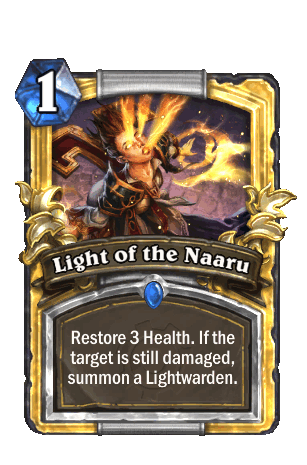 1
Light of the Naaru
Restore 3 Health. If the
target is still damaged,
summon a Lightwarden.